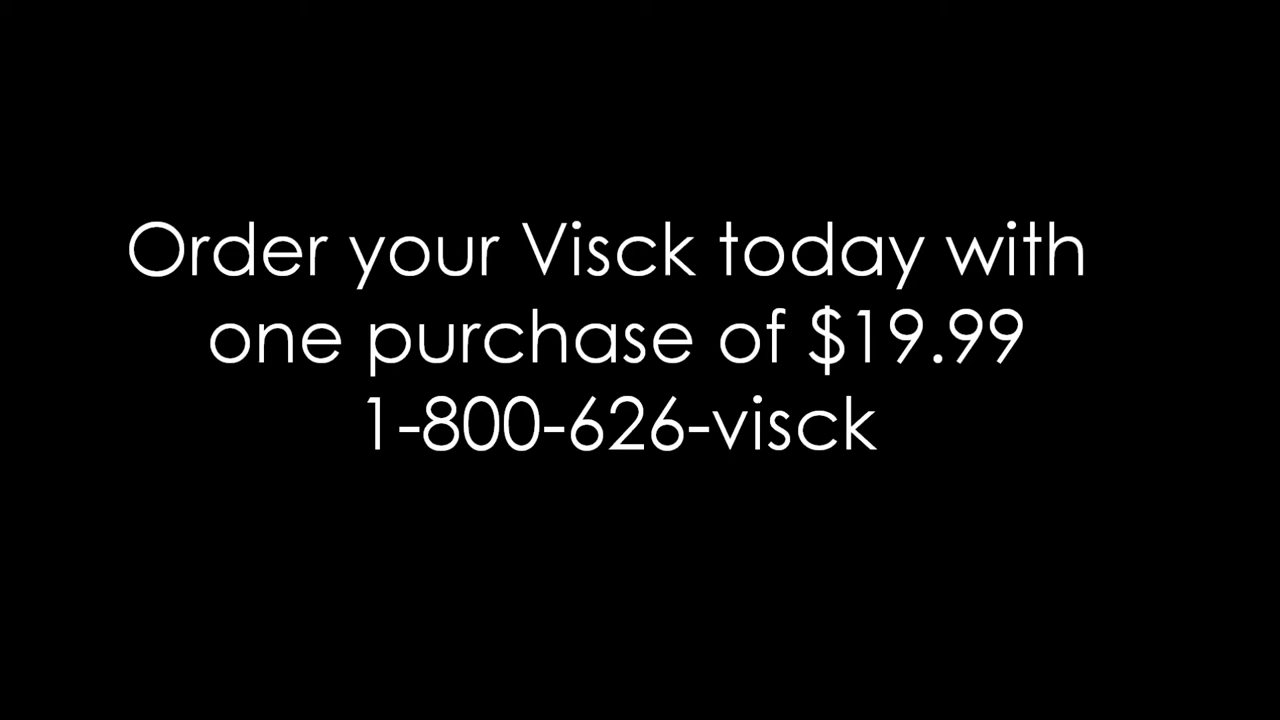 Order your Visck today with
one purchase of $19.99
1-800-626-visck